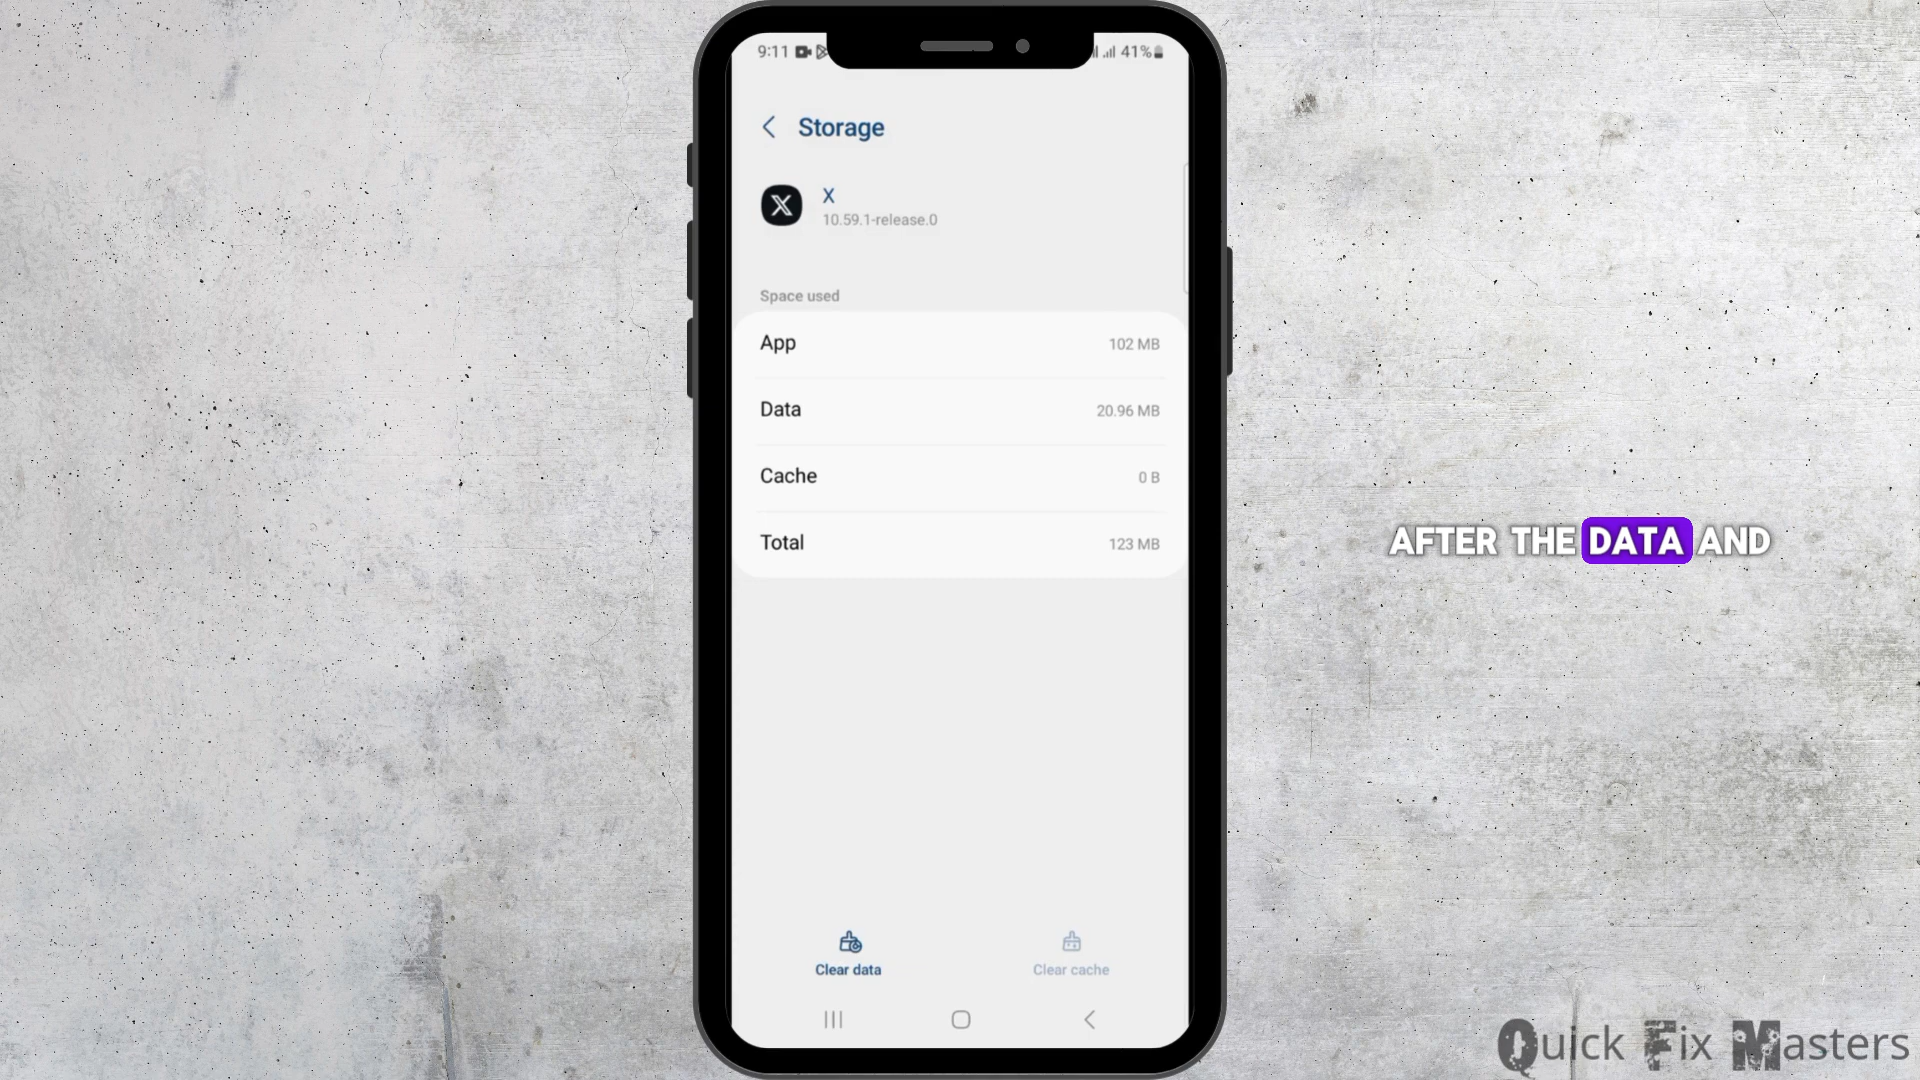 9:11
41%
Storage
X
10.59.1-release.0
Space used
App 102 MB
Data 20.96 MB
Cache 0 B
Total 123 MB
AFTER THE DATA AND
Clear data Clear cache
Quick Fix Masters